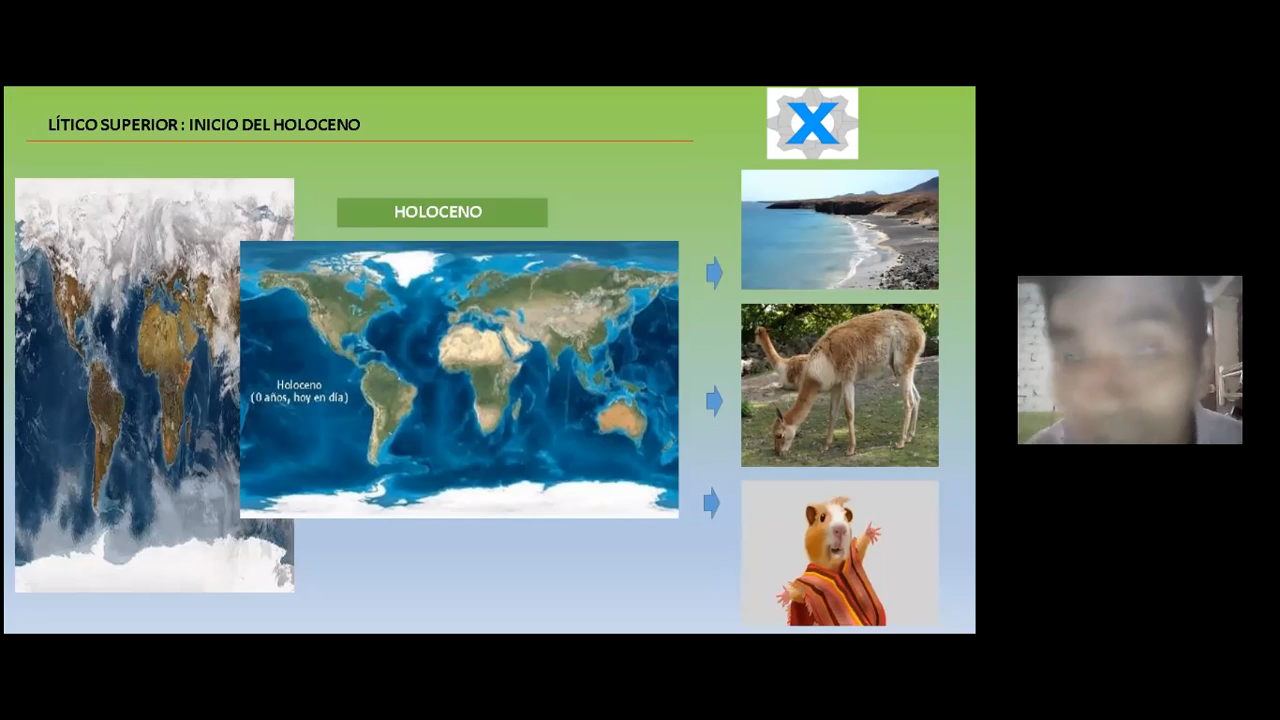 LÍTICO SUPERIOR : INICIO DEL HOLOCENO
X
HOLOCENO
Holoceno
(0 años, hoy en día)